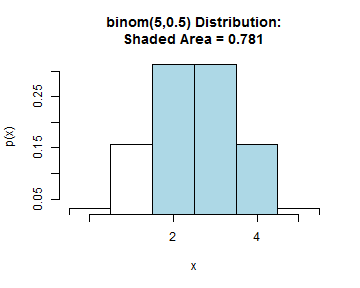 binom(5,0.5) Distribution:
Shaded Area = 0.781
p(x)
0.25
0.15
0.05
2
4
x